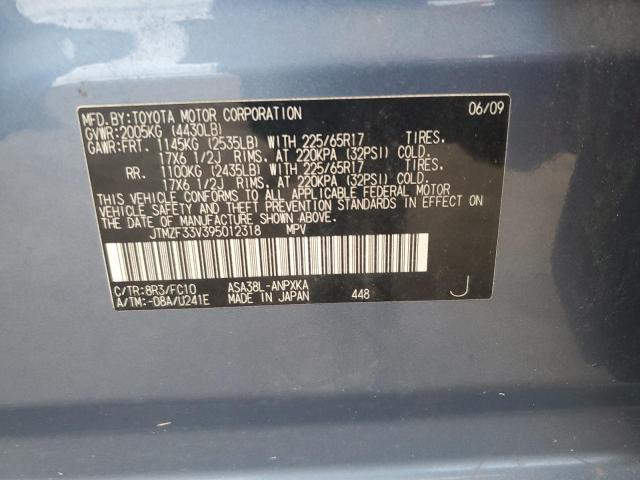 MFD.BY:TOYOTA MOTOR CORPORATION 06/09
GVWR:2005KG (4430LB)
GAWR:FRT. 1145KG (2535LB) WITH 225/65R17 TIRES.
17X6 1/2J RIMS. AT 220KPA (32PSI) COLD.
RR. 1100KG (2435LB) WITH 225/65R17 TIRES.
17X6 1/2J RIMS. AT 220KPA (32PSI) COLD.
THIS VEHICLE CONFORMS TO ALL APPLICABLE FEDERAL MOTOR
VEHICLE SAFETY AND THEFT PREVENTION STANDARDS IN EFFECT ON
THE DATE OF MANUFACTURE SHOWN ABOVE.
JTMZF33V395012318 MPV
C/TR:8R3/FC10 ASA38L-ANPXKA
A/TM:-08A/U241E MADE IN JAPAN 448 J